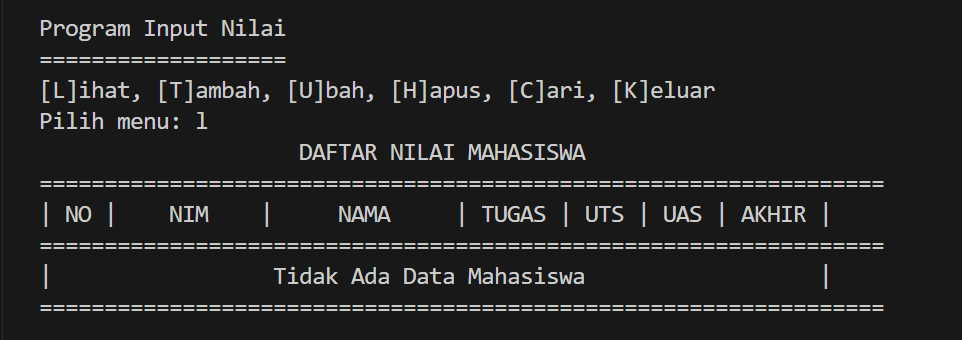 Program Input Nilai
===================
[L]ihat, [T]ambah, [U]bah, [H]apus, [C]ari, [K]eluar
Pilih menu: l
                    DAFTAR NILAI MAHASISWA
=================================================================
| NO |    NIM    |     NAMA     | TUGAS | UTS | UAS | AKHIR |
=================================================================
|                 Tidak Ada Data Mahasiswa                  |
=================================================================